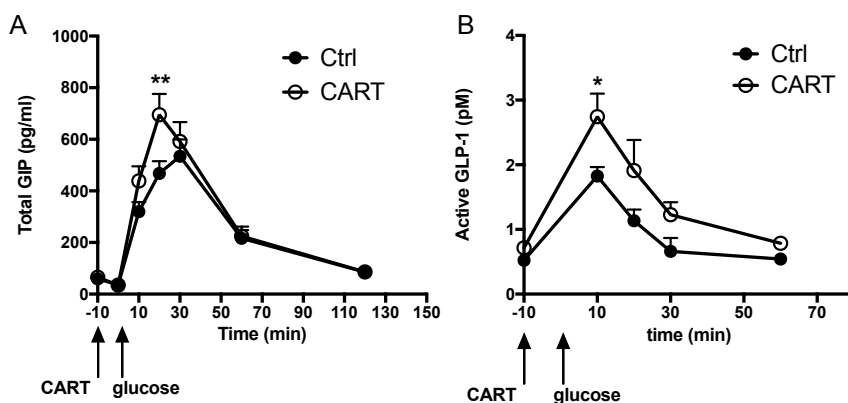 A
Total GIP (pg/ml)
1000
800
600
400
200
0
**
Ctrl
CART
-10 10 30 50 70 90 110 130 150
Time (min)
CART glucose
B
Active GLP-1 (pM)
4
3
2
1
0
*
Ctrl
CART
-10 10 30 50 70
time (min)
CART glucose